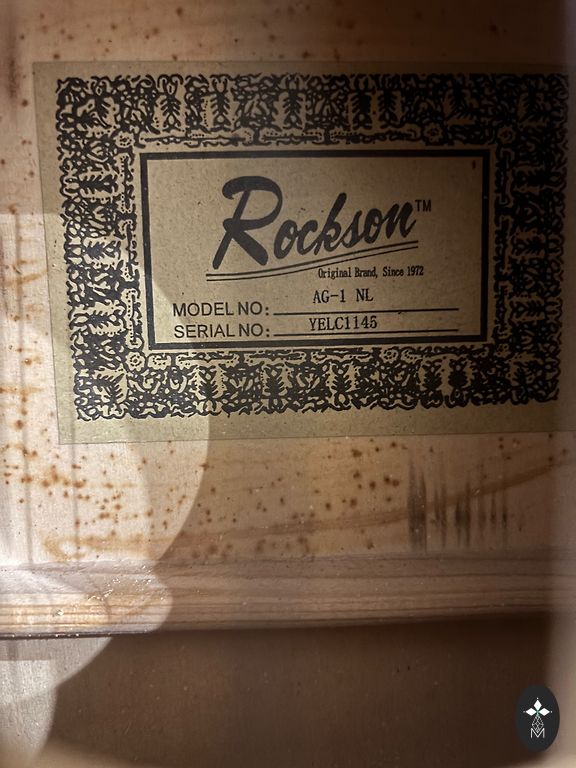 Rockson™
Original Brand, Since 1972
MODEL NO: AG-1 NL
SERIAL NO: YELC1145
M